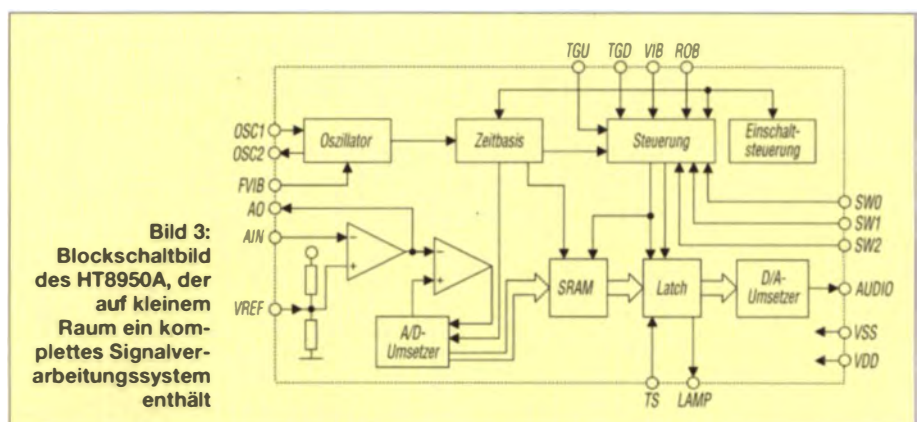 TGU TGD VIB ROB
OSC1
OSC2
FVIB
AO
AIN
VREF
Oszillator
Zeitbasis
Steuerung
Einschalt-
steuerung
SW0
SW1
SW2
AUDIO
VSS
VDD
−
+
−
+
A/D-
Umsetzer
SRAM
Latch
D/A-
Umsetzer
TS
LAMP
Bild 3:
Blockschaltbild
des HT8950A, der
auf kleinem
Raum ein kom-
plettes Signalver-
arbeitungssystem
enthält